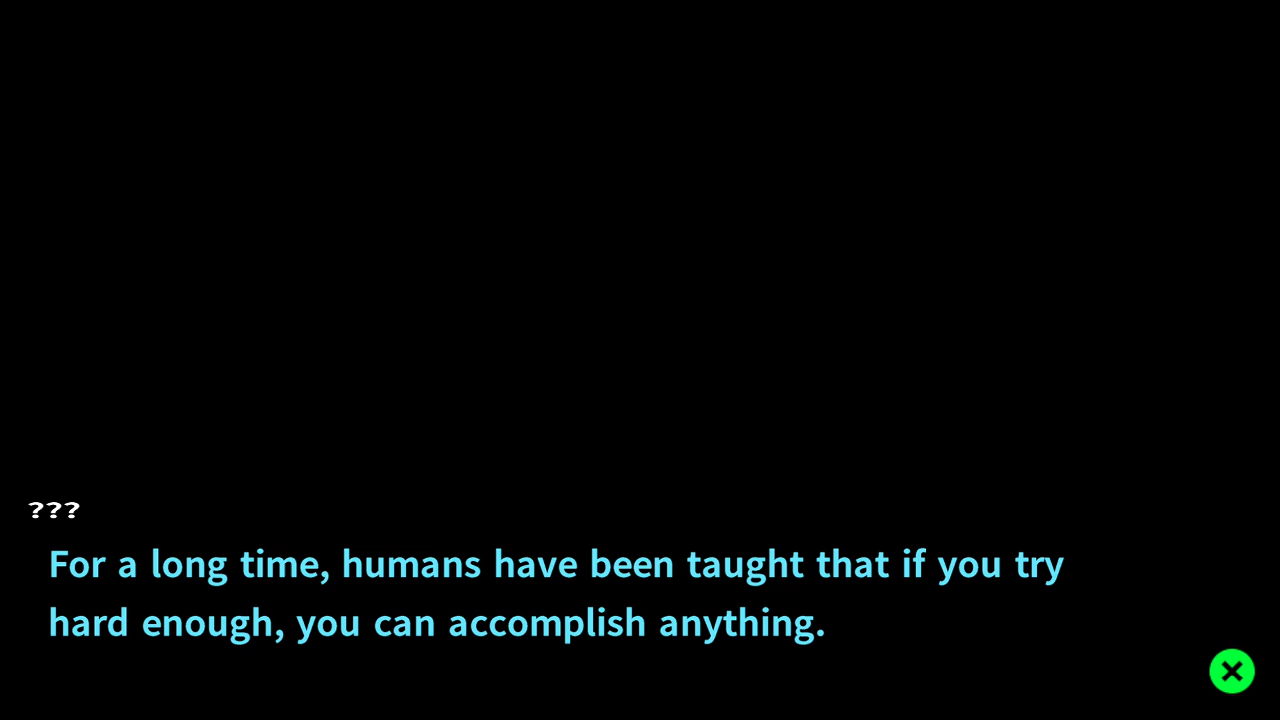 ???
For a long time, humans have been taught that if you try
hard enough, you can accomplish anything.